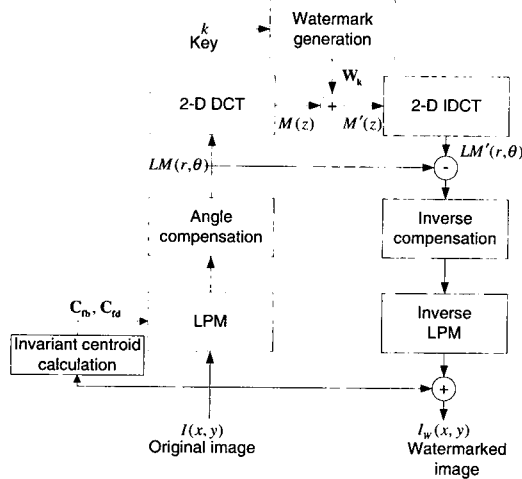 k
Key
Watermark
generation
W_k
2-D DCT
M(z)
+
M′(z)
2-D IDCT
LM(r,θ)
LM′(r,θ)
-
Angle
compensation
Inverse
compensation
C_fb, C_fd
LPM
Inverse
LPM
Invariant centroid
calculation
+
I(x, y)
Original image
I_W(x, y)
Watermarked
image